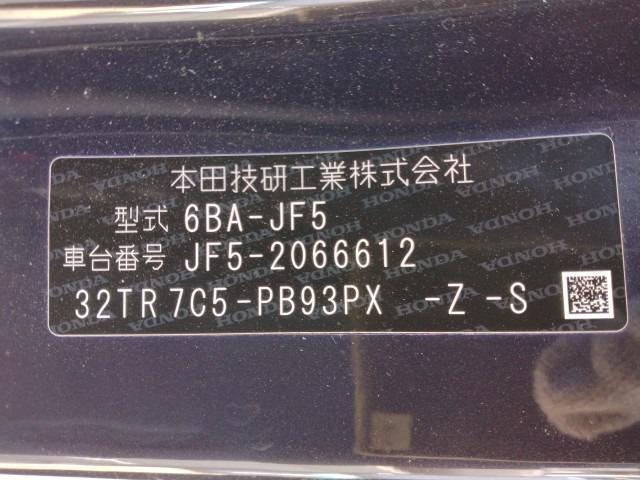 本田技研工業株式会社
型式 6BA-JF5
車台番号 JF5-2066612
32TR 7C5-PB93PX -Z -S